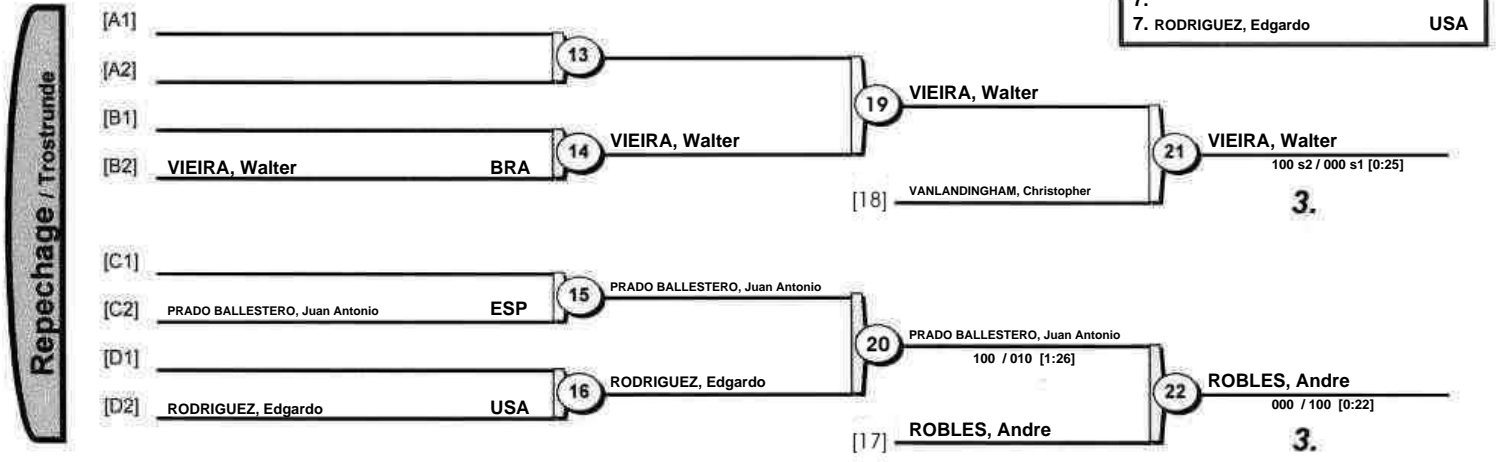 7.
7. RODRIGUEZ, Edgardo USA
Repechage / Trostrunde
[A1]
13
[A2]
19 VIEIRA, Walter
[B1]
14 VIEIRA, Walter
21 VIEIRA, Walter
[B2] VIEIRA, Walter BRA
100 s2 / 000 s1 [0:25]
[18] VANLANDINGHAM, Christopher
3.
[C1]
15 PRADO BALLESTERO, Juan Antonio
[C2] PRADO BALLESTERO, Juan Antonio ESP
20 PRADO BALLESTERO, Juan Antonio
100 / 010 [1:26]
[D1]
16 RODRIGUEZ, Edgardo
22 ROBLES, Andre
[D2] RODRIGUEZ, Edgardo USA
000 / 100 [0:22]
[17] ROBLES, Andre
3.